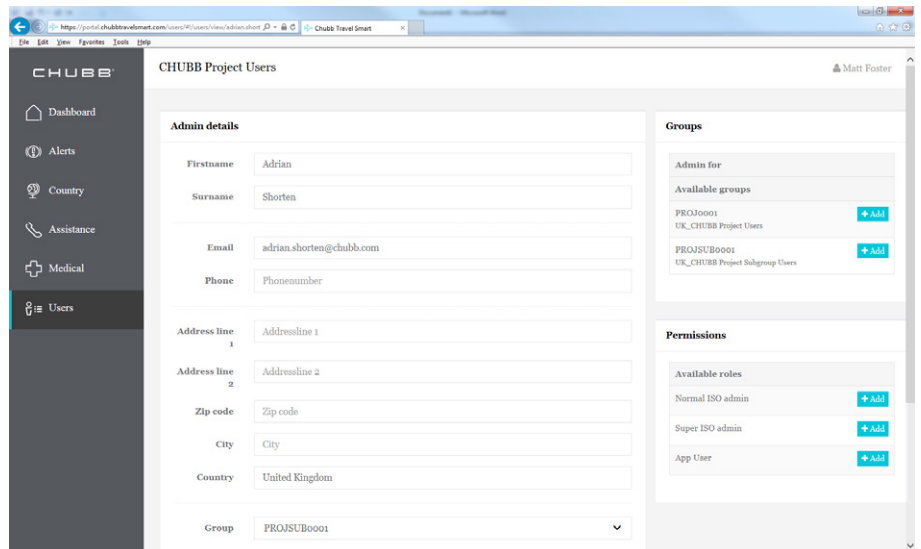 https://portal.chubbtravelsmart.com/users/#!/users/view/adrian.short
Chubb Travel Smart
File Edit View Favorites Tools Help
CHUBB
CHUBB Project Users
Matt Foster
Dashboard
Alerts
Country
Assistance
Medical
Users
Admin details
Firstname Adrian
Surname Shorten
Email adrian.shorten@chubb.com
Phone Phonenumber
Address line 1 Addressline 1
Address line 2 Addressline 2
Zip code Zip code
City City
Country United Kingdom
Group PROJSUB0001
Groups
Admin for
Available groups
PROJ0001 + Add
UK_CHUBB Project Users
PROJSUB0001 + Add
UK_CHUBB Project Subgroup Users
Permissions
Available roles
Normal ISO admin + Add
Super ISO admin + Add
App User + Add